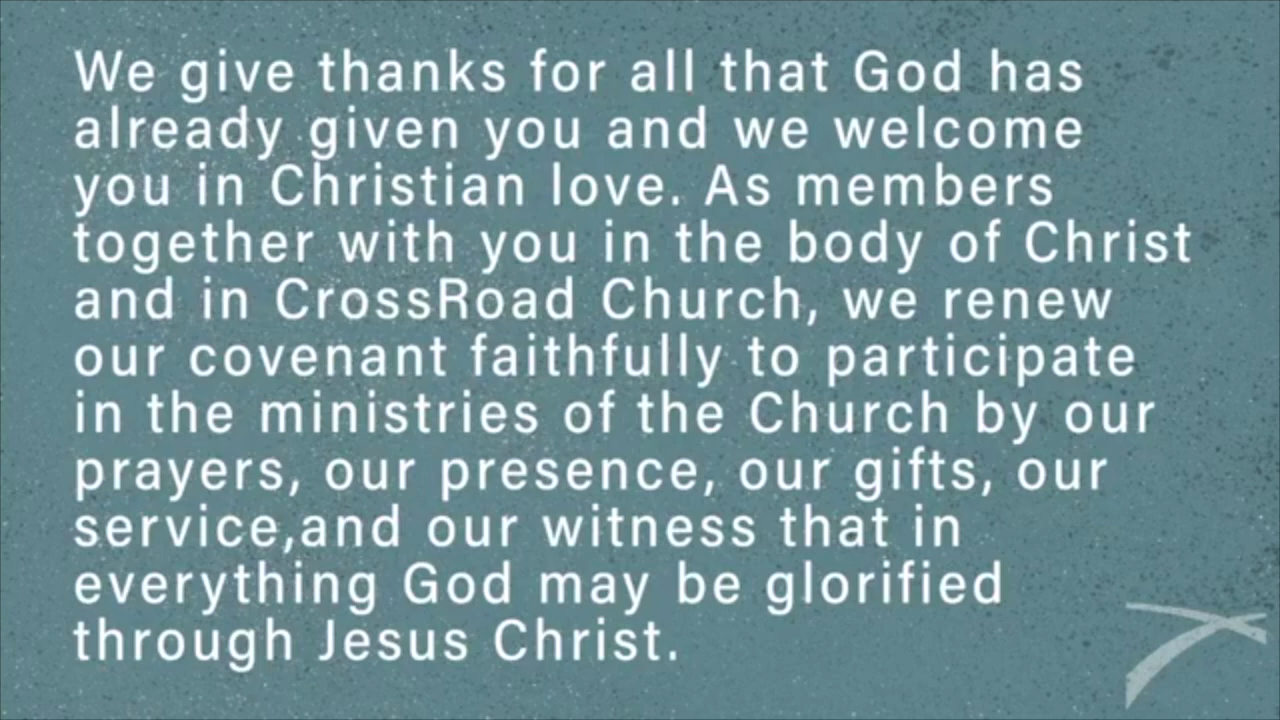 We give thanks for all that God has
already given you and we welcome
you in Christian love. As members
together with you in the body of Christ
and in CrossRoad Church, we renew
our covenant faithfully to participate
in the ministries of the Church by our
prayers, our presence, our gifts, our
service,and our witness that in
everything God may be glorified
through Jesus Christ.